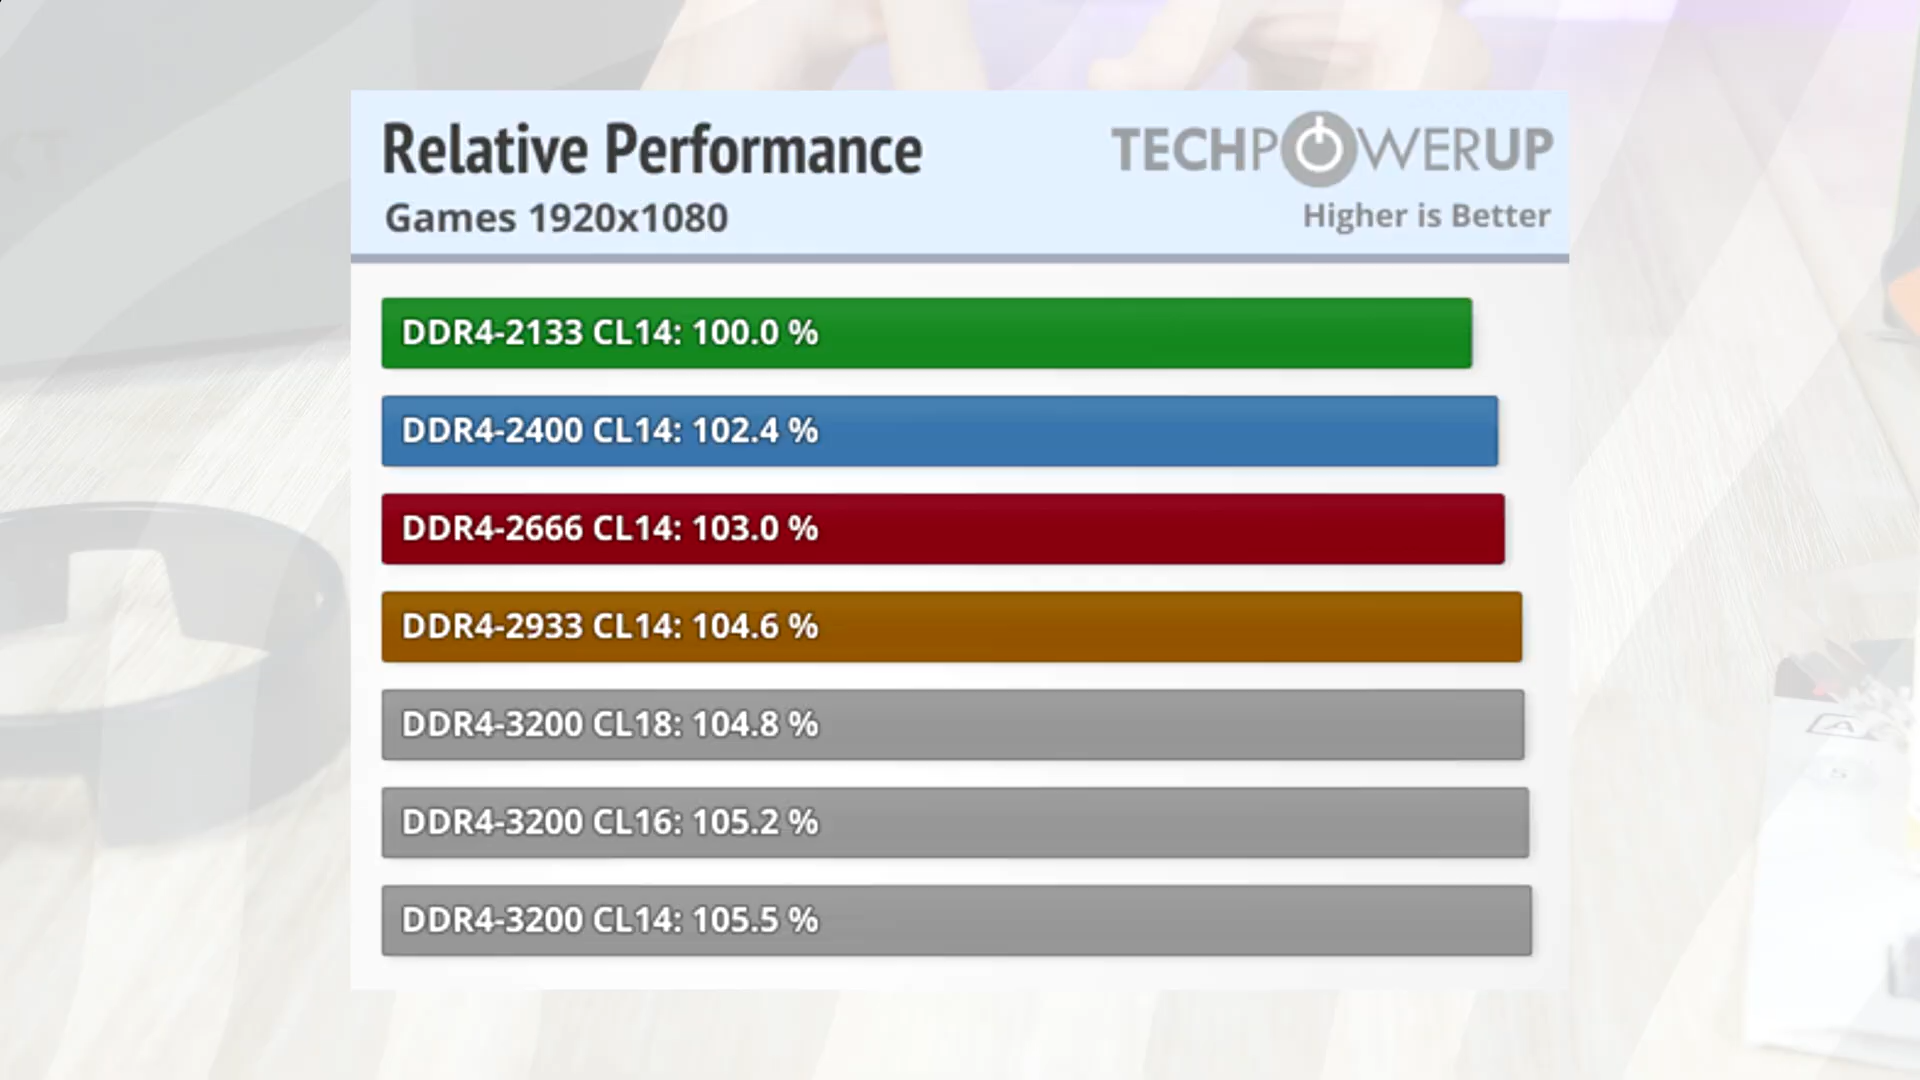 Relative Performance
TECHPOWERUP
Games 1920x1080
Higher is Better
DDR4-2133 CL14: 100.0 %
DDR4-2400 CL14: 102.4 %
DDR4-2666 CL14: 103.0 %
DDR4-2933 CL14: 104.6 %
DDR4-3200 CL18: 104.8 %
DDR4-3200 CL16: 105.2 %
DDR4-3200 CL14: 105.5 %
A